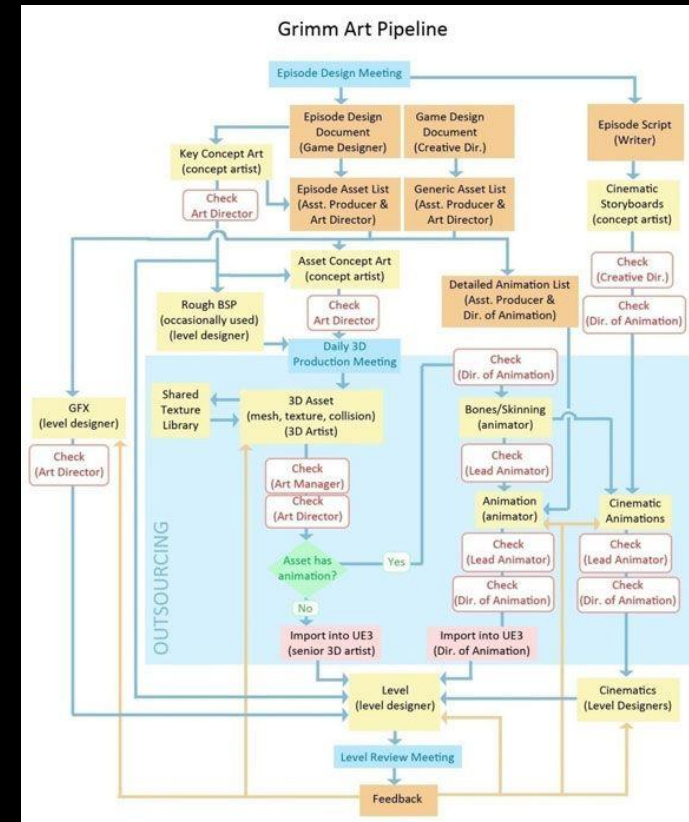 Grimm Art Pipeline
Episode Design Meeting
Episode Design
Document
(Game Designer)
Game Design
Document
(Creative Dir.)
Episode Script
(Writer)
Key Concept Art
(concept artist)
Check
Art Director
Episode Asset List
(Asst. Producer &
Art Director)
Generic Asset List
(Asst. Producer &
Art Director)
Cinematic
Storyboards
(concept artist)
Check
(Creative Dir.)
Check
(Dir. of Animation)
Asset Concept Art
(concept artist)
Check
Art Director
Detailed Animation List
(Asst. Producer &
Dir. of Animation)
Rough BSP
(occasionally used)
(level designer)
Daily 3D
Production Meeting
Check
(Dir. of Animation)
Shared
Texture
Library
3D Asset
(mesh, texture, collision)
(3D Artist)
GFX
(level designer)
Check
(Art Director)
Bones/Skinning
(animator)
Check
(Lead Animator)
Check
(Art Manager)
Check
(Art Director)
Animation
(animator)
Cinematic
Animations
Check
(Lead Animator)
Check
(Dir. of Animation)
Check
(Lead Animator)
Check
(Dir. of Animation)
OUTSOURCING
Asset has
animation?
Yes
No
Import into UE3
(senior 3D artist)
Import into UE3
(Dir. of Animation)
Level
(level designer)
Cinematics
(Level Designers)
Level Review Meeting
Feedback